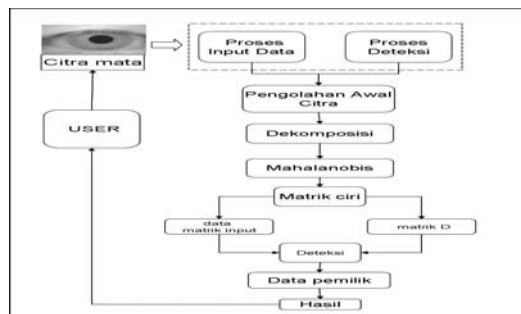 Citra mata
Proses
Input Data
Proses
Deteksi
Pengolahan Awal
Citra
USER
Dekomposisi
Mahalanobis
Matrik ciri
data
matrik input
matrik D
Deteksi
Data pemilik
Hasil